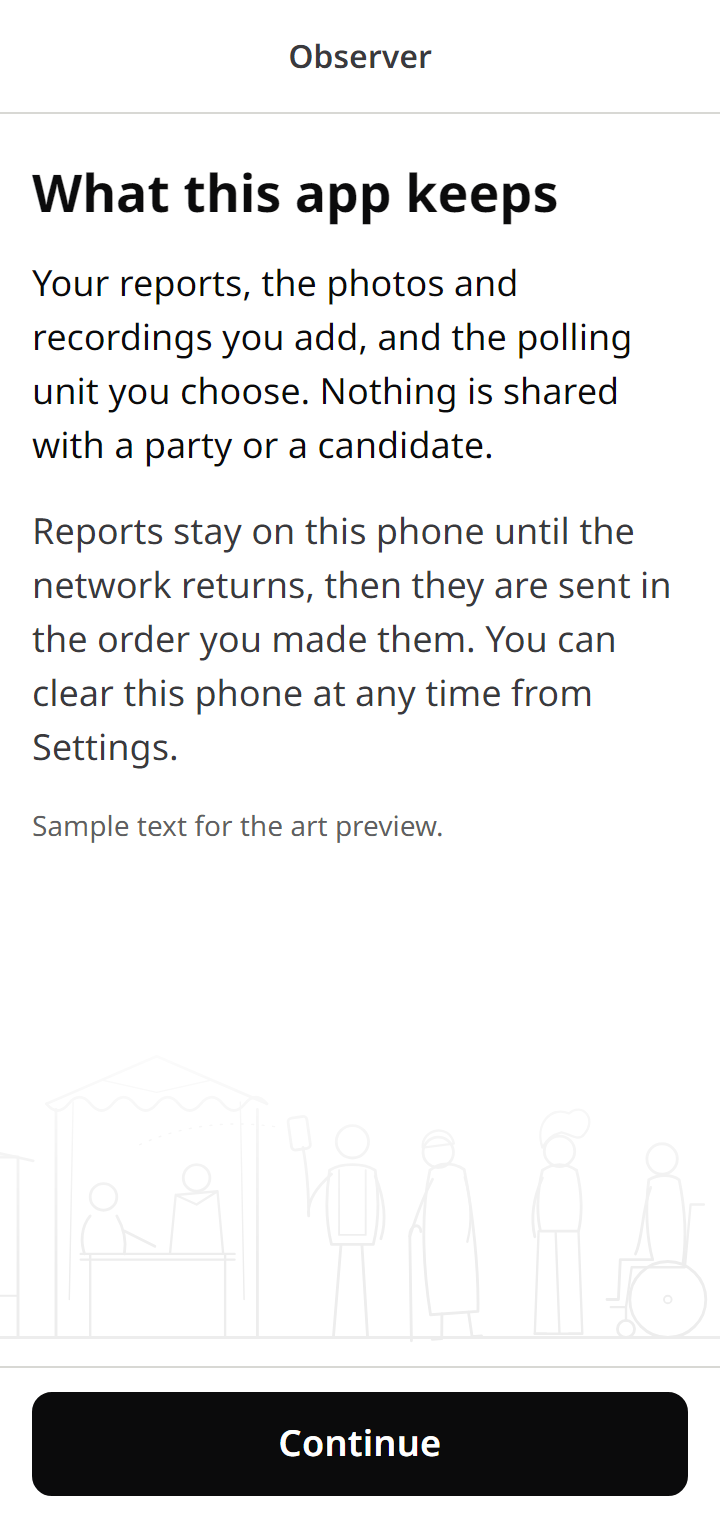 Observer
What this app keeps
Your reports, the photos and
recordings you add, and the polling
unit you choose. Nothing is shared
with a party or a candidate.
Reports stay on this phone until the
network returns, then they are sent in
the order you made them. You can
clear this phone at any time from
Settings.
Sample text for the art preview.
Continue